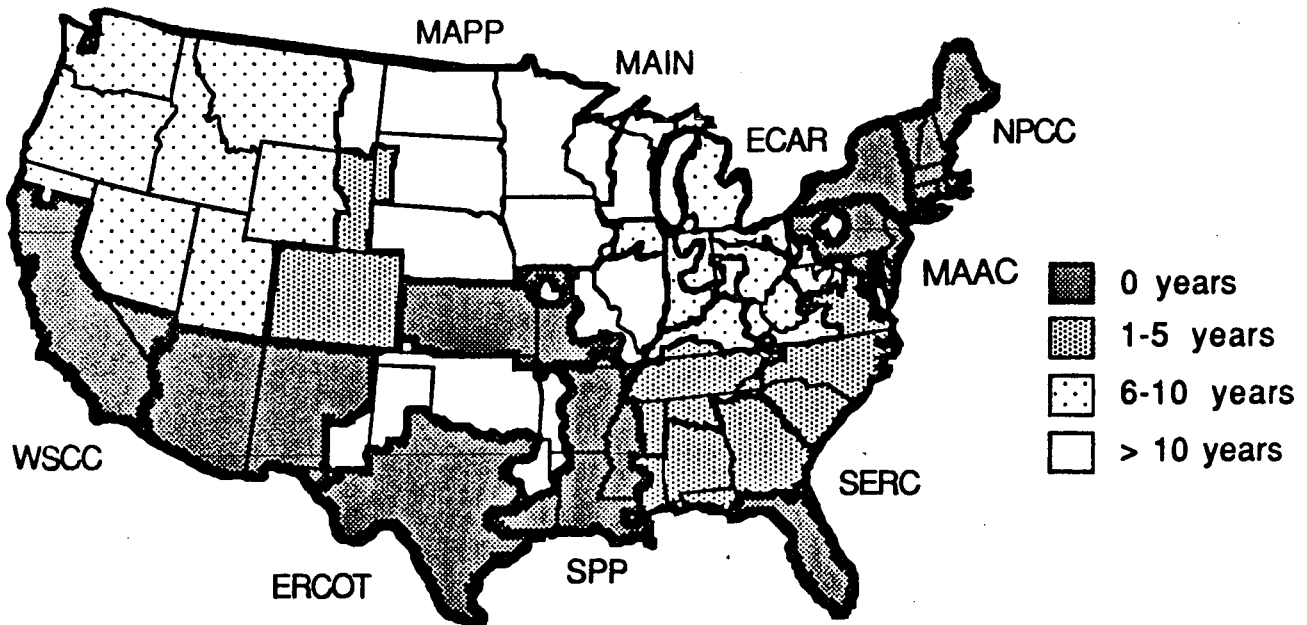 MAPP
MAIN
ECAR
NPCC
MAAC
WSCC
ERCOT
SPP
SERC
0 years
1-5 years
6-10 years
> 10 years